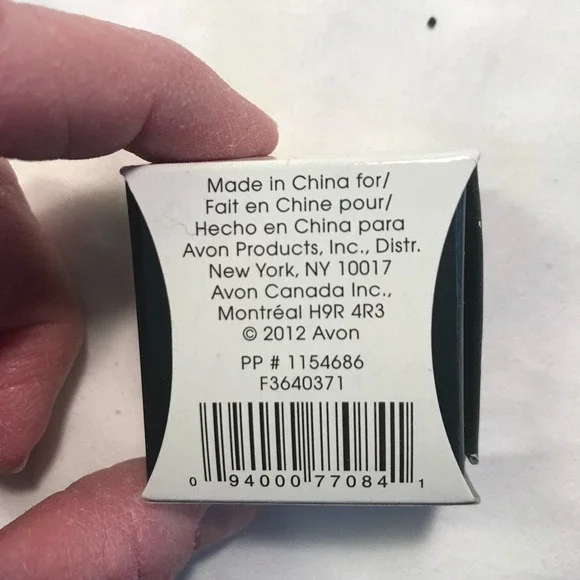 Made in China for/
Fait en Chine pour/
Hecho en China para
Avon Products, Inc., Distr.
New York, NY 10017
Avon Canada Inc.,
Montréal H9R 4R3
© 2012 Avon
PP # 1154686
F3640371
0 94000 77084 1